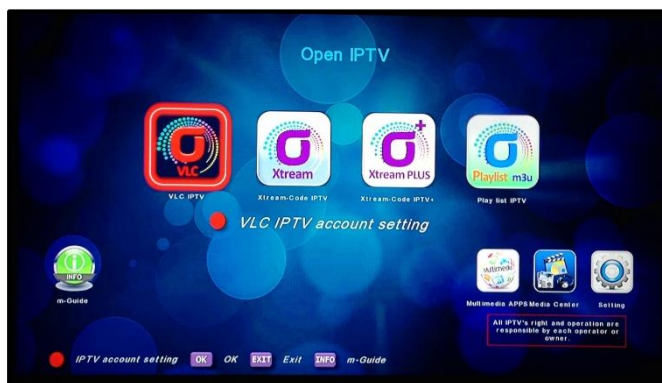 Open IPTV
VLC
Xtream
Xtream PLUS
Playlist m3u
VLC IPTV
Xtream-Code IPTV
Xtream-Code IPTV+
Play list IPTV
VLC IPTV account setting
INFO
Multimedia
m-Guide
Multimedia APPS
Media Center
Setting
All IPTV's right and operation are
responsible by each operator or
owner.
IPTV account setting
OK
OK
EXIT
Exit
INFO
m-Guide